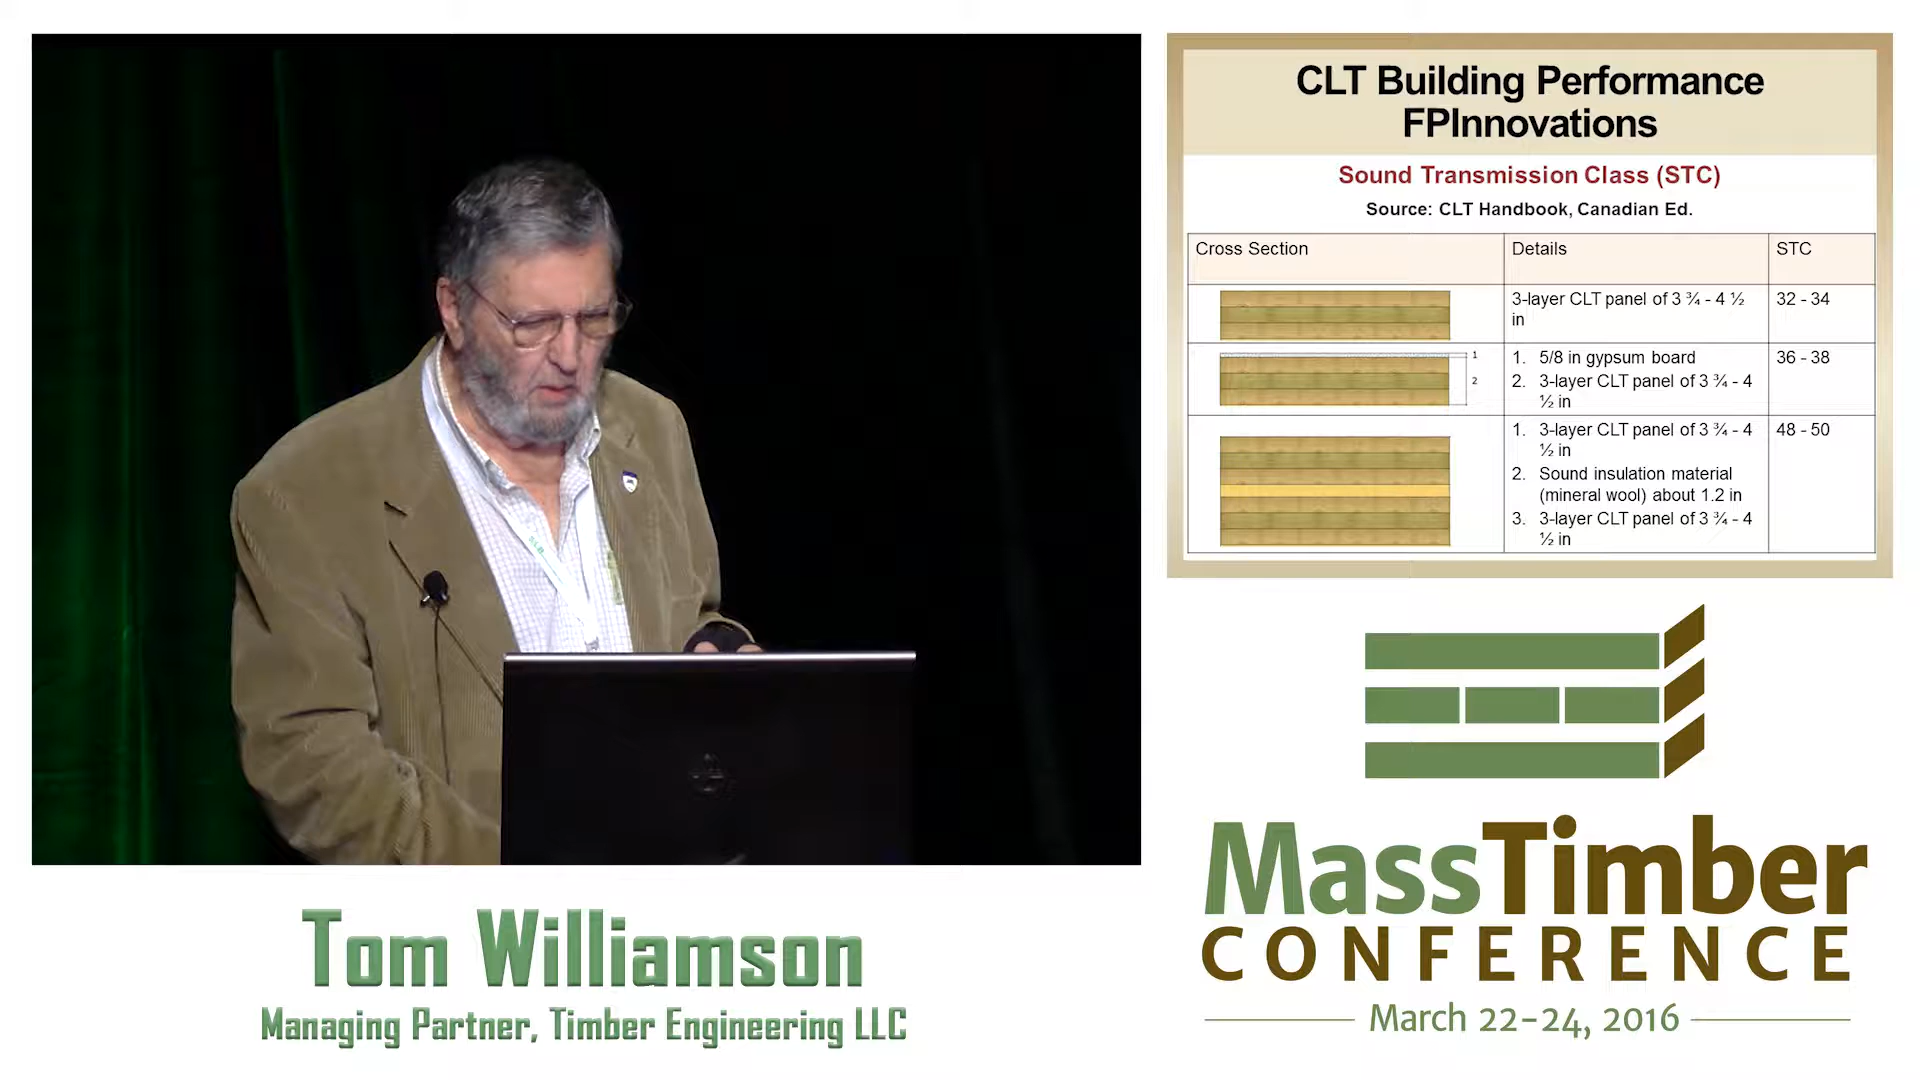 CLT Building Performance
FPInnovations
Sound Transmission Class (STC)
Source: CLT Handbook, Canadian Ed.
Cross Section
Details
STC
3-layer CLT panel of 3 ¾ - 4 ½
in
32 - 34
1
2
1. 5/8 in gypsum board
2. 3-layer CLT panel of 3 ¾ - 4
½ in
36 - 38
1. 3-layer CLT panel of 3 ¾ - 4
½ in
2. Sound insulation material
(mineral wool) about 1.2 in
3. 3-layer CLT panel of 3 ¾ - 4
½ in
48 - 50
MassTimber
CONFERENCE
March 22-24, 2016
Tom Williamson
Managing Partner, Timber Engineering LLC